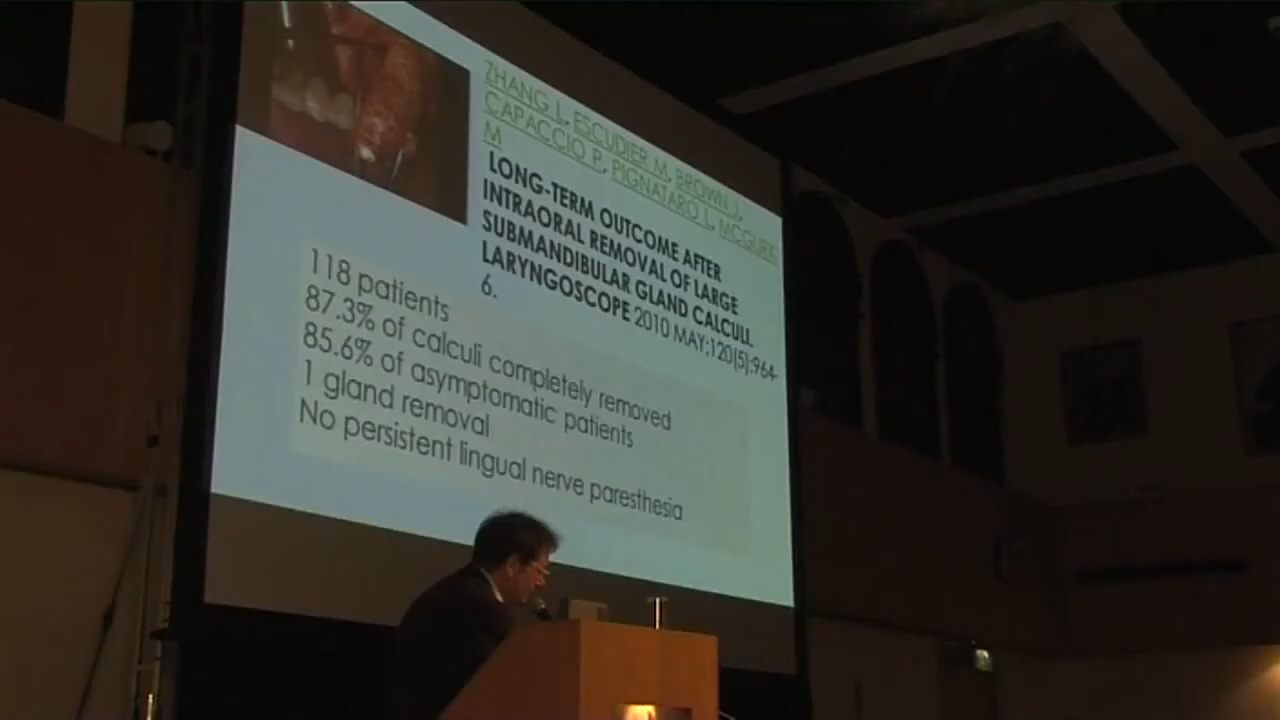 ZHANG L, ESCUDIER M, BROWN J,
CAPACCIO P, PIGNATARO L, MCGURK
M
LONG-TERM OUTCOME AFTER
INTRAORAL REMOVAL OF LARGE
SUBMANDIBULAR GLAND CALCULI.
LARYNGOSCOPE 2010 MAY;120(5):964-
6.
118 patients
87.3% of calculi completely removed
85.6% of asymptomatic patients
1 gland removal
No persistent lingual nerve paresthesia